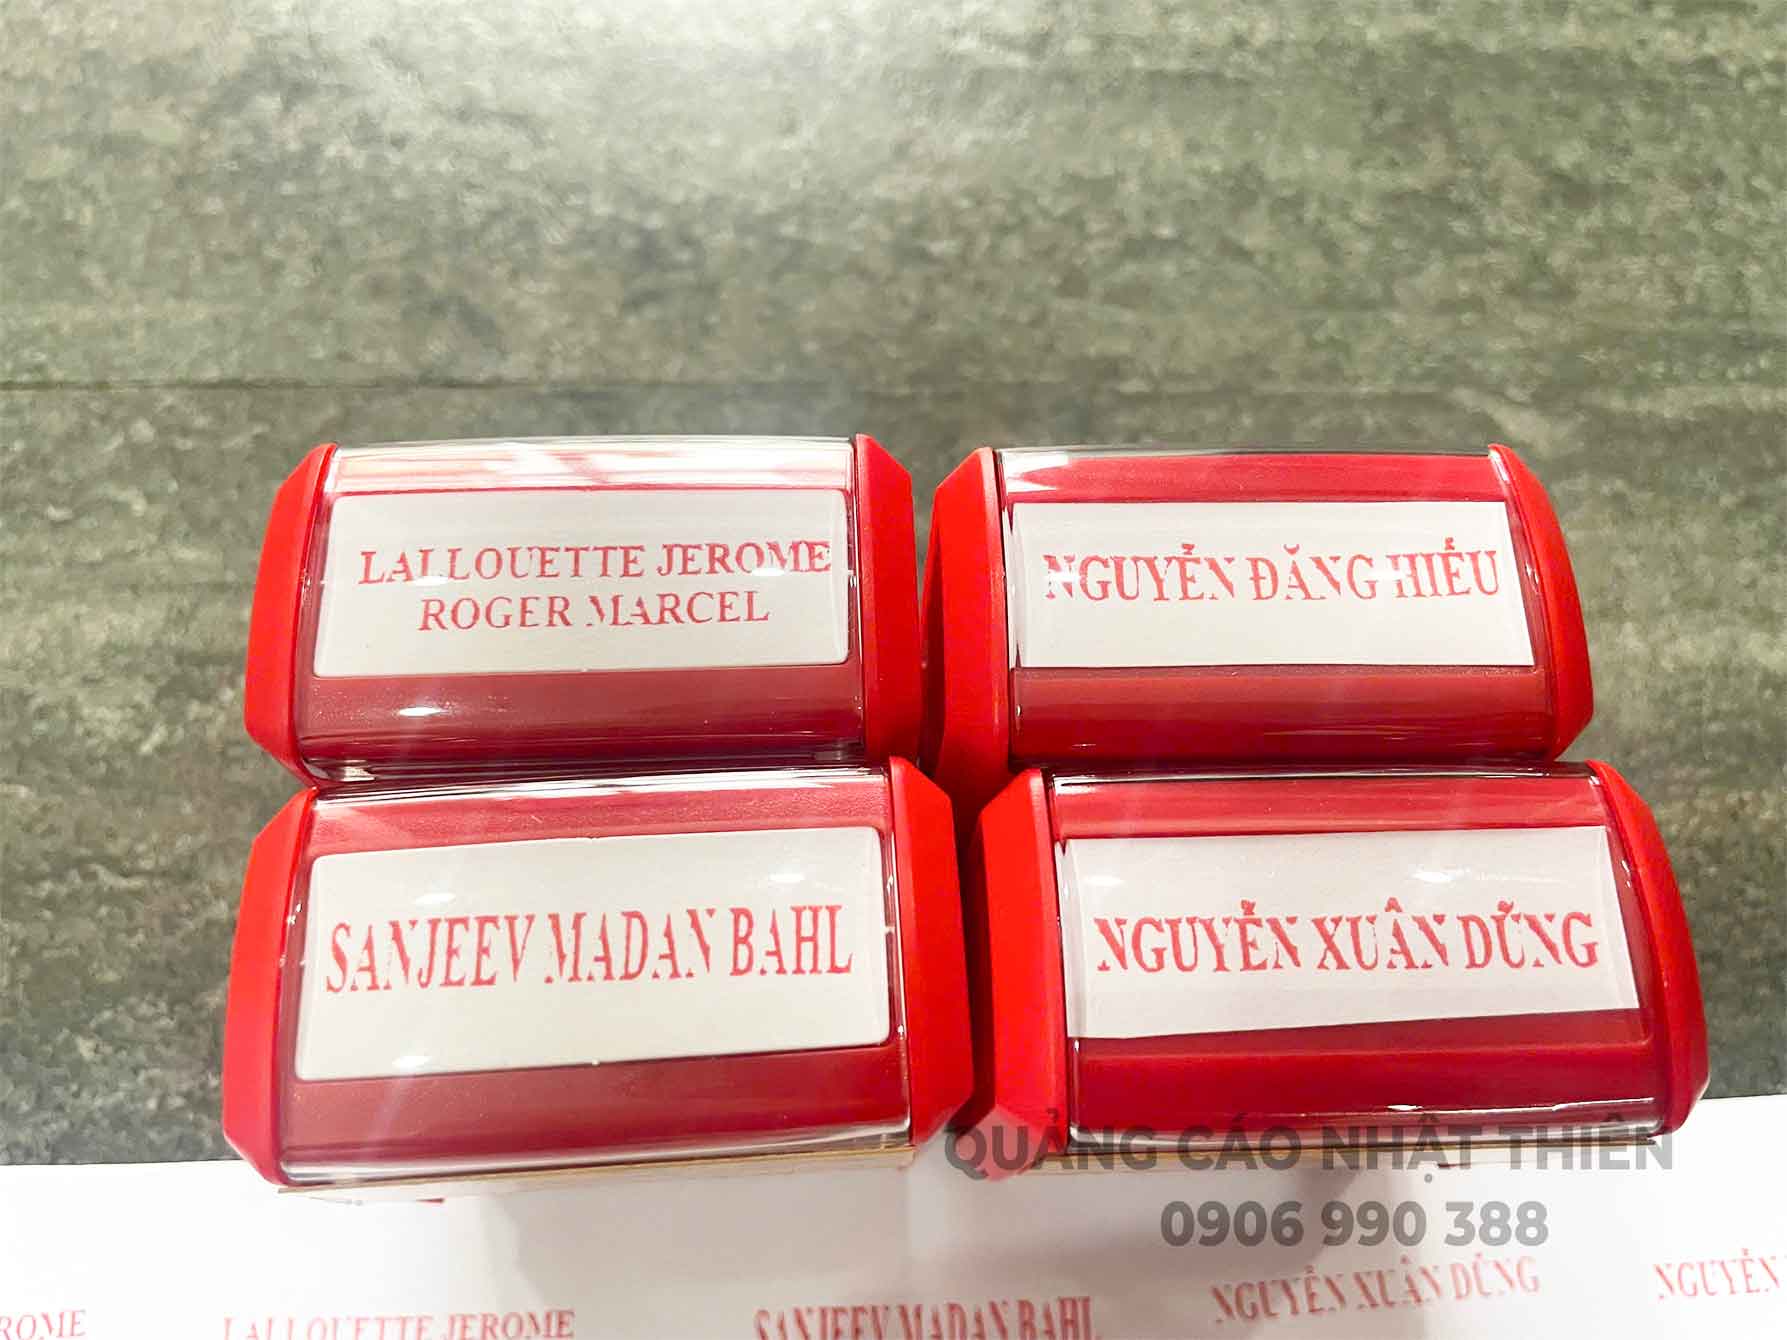 LALLOUETTE JEROME
ROGER MARCEL
NGUYỄN ĐĂNG HIẾU
SANJEEV MADAN BAHL
NGUYỄN XUÂN DŨNG
QUẢNG CÁO NHẬT THIÊN
0906 990 388
NGUYỄN XUÂN DŨNG
NGUYỄN
ROME
LALLOUETTE JEROME
SANJEEV MADAN BAHL